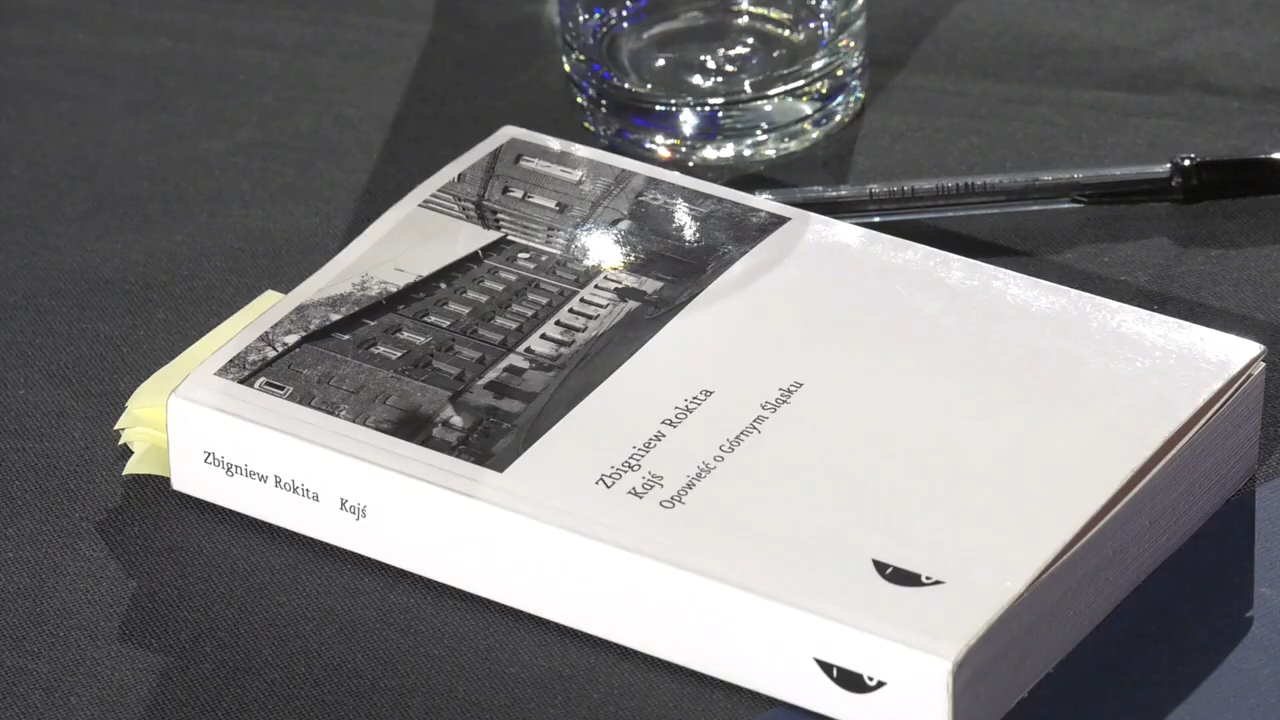 Zbigniew Rokita
Kajś
Opowieść o Górnym Śląsku
Zbigniew Rokita Kajś